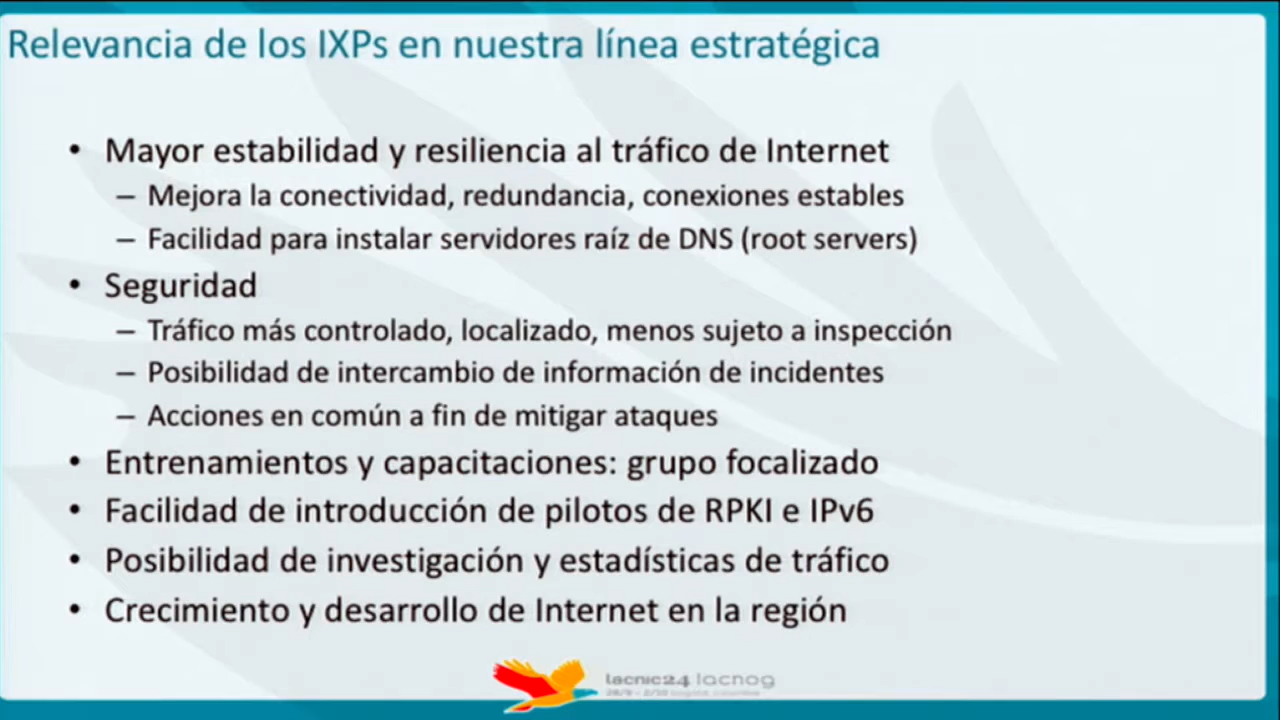 Relevancia de los IXPs en nuestra línea estratégica
• Mayor estabilidad y resiliencia al tráfico de Internet
– Mejora la conectividad, redundancia, conexiones estables
– Facilidad para instalar servidores raíz de DNS (root servers)
• Seguridad
– Tráfico más controlado, localizado, menos sujeto a inspección
– Posibilidad de intercambio de información de incidentes
– Acciones en común a fin de mitigar ataques
• Entrenamientos y capacitaciones: grupo focalizado
• Facilidad de introducción de pilotos de RPKI e IPv6
• Posibilidad de investigación y estadísticas de tráfico
• Crecimiento y desarrollo de Internet en la región
lacnic24 lacnog